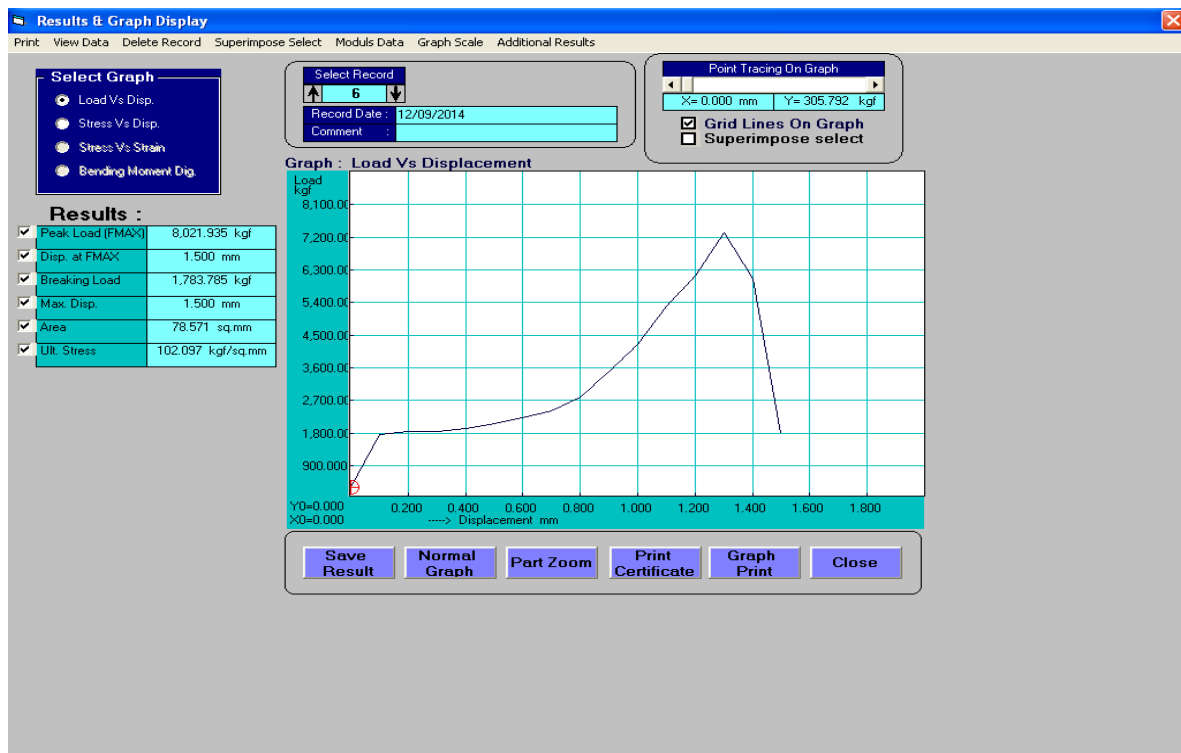 Results & Graph Display
Print View Data Delete Record Superimpose Select Moduls Data Graph Scale Additional Results
Select Graph
Load Vs Disp.
Stress Vs Disp.
Stress Vs Strain
Bending Moment Dig.
Select Record
6
Record Date : 12/09/2014
Comment :
Point Tracing On Graph
X= 0.000 mm Y= 305.792 kgf
Grid Lines On Graph
Superimpose select
Results :
Peak Load (FMAX) 8,021.935 kgf
Disp. at FMAX 1.500 mm
Breaking Load 1,783.785 kgf
Max. Disp. 1.500 mm
Area 78.571 sq.mm
Ult. Stress 102.097 kgf/sq.mm
Graph : Load Vs Displacement
Load
kgf
8,100.00
7,200.00
6,300.00
5,400.00
4,500.00
3,600.00
2,700.00
1,800.00
900.000
Y0=0.000 0.200 0.400 0.600 0.800 1.000 1.200 1.400 1.600 1.800
X0=0.000 ----> Displacement mm
Save Result
Normal Graph
Part Zoom
Print Certificate
Graph Print
Close